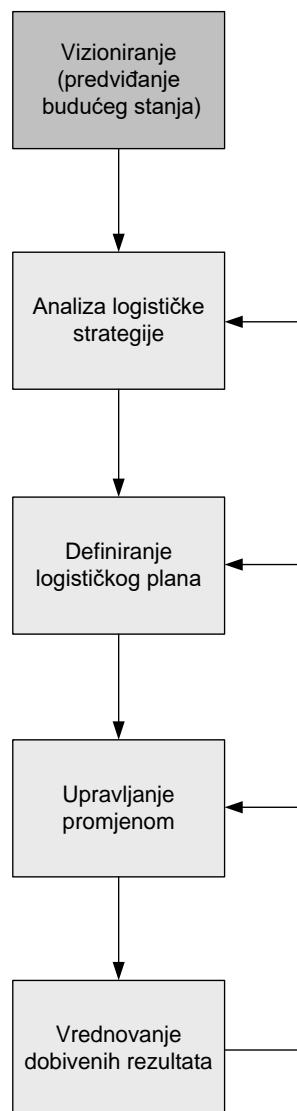 Vizioniranje
(predviđanje
budućeg stanja)
Analiza logističke
strategije
Definiranje
logističkog plana
Upravljanje
promjenom
Vrednovanje
dobivenih rezultata